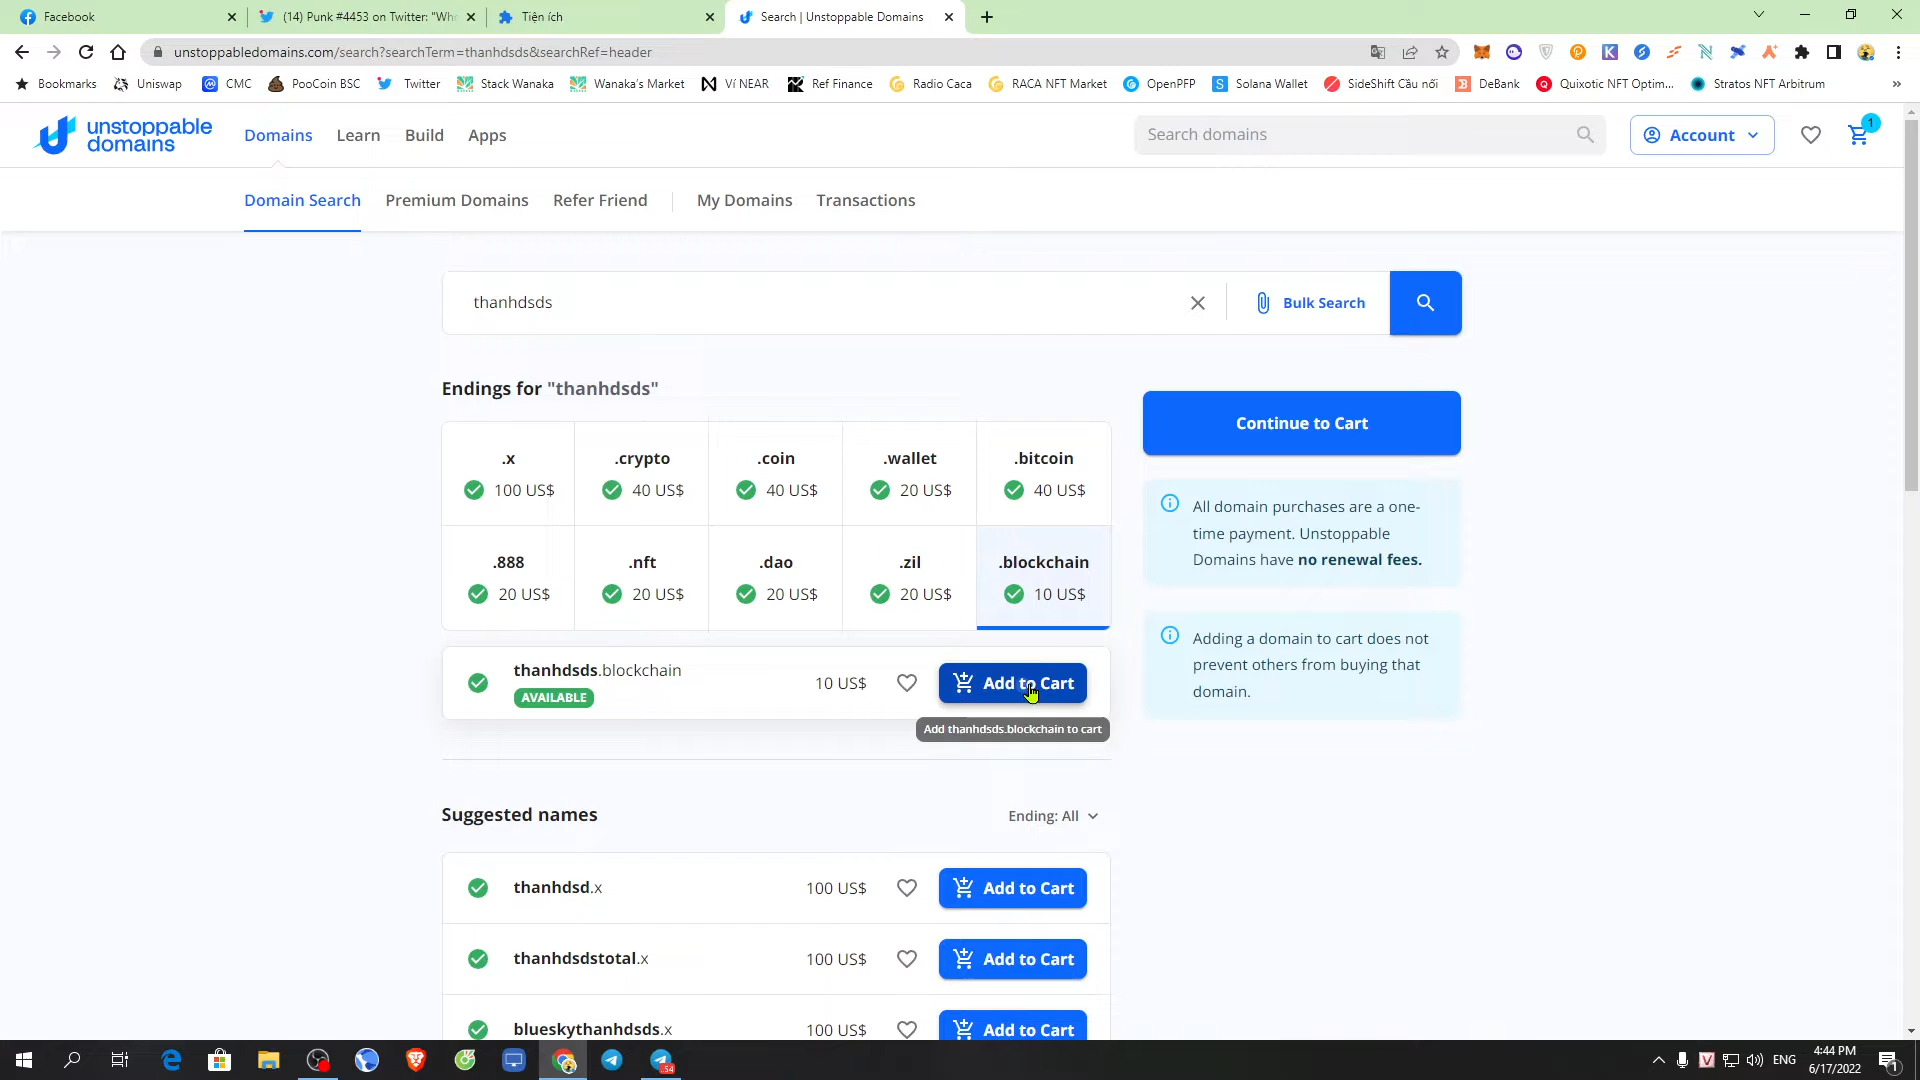 Facebook
(14) Punk #4453 on Twitter: "Who
Tiện ích
Search | Unstoppable Domains
unstoppabledomains.com/search?searchTerm=thanhdsds&searchRef=header
Bookmarks
Uniswap
CMC
PooCoin BSC
Twitter
Stack Wanaka
Wanaka's Market
Ví NEAR
Ref Finance
Radio Caca
RACA NFT Market
OpenPFP
Solana Wallet
SideShift Cầu nối
DeBank
Quixotic NFT Optim...
Stratos NFT Arbitrum
unstoppable
domains
Domains
Learn
Build
Apps
Search domains
Account
1
Domain Search
Premium Domains
Refer Friend
My Domains
Transactions
thanhdsds
Bulk Search
Endings for "thanhdsds"
.x
100 US$
.crypto
40 US$
.coin
40 US$
.wallet
20 US$
.bitcoin
40 US$
.888
20 US$
.nft
20 US$
.dao
20 US$
.zil
20 US$
.blockchain
10 US$
Continue to Cart
All domain purchases are a one-
time payment. Unstoppable
Domains have no renewal fees.
Adding a domain to cart does not
prevent others from buying that
domain.
thanhdsds.blockchain
AVAILABLE
10 US$
Add to Cart
Add thanhdsds.blockchain to cart
Suggested names
Ending: All
thanhdsd.x
100 US$
Add to Cart
thanhdsdstotal.x
100 US$
Add to Cart
blueskythanhdsds.x
100 US$
Add to Cart
ENG
4:44 PM
6/17/2022
1